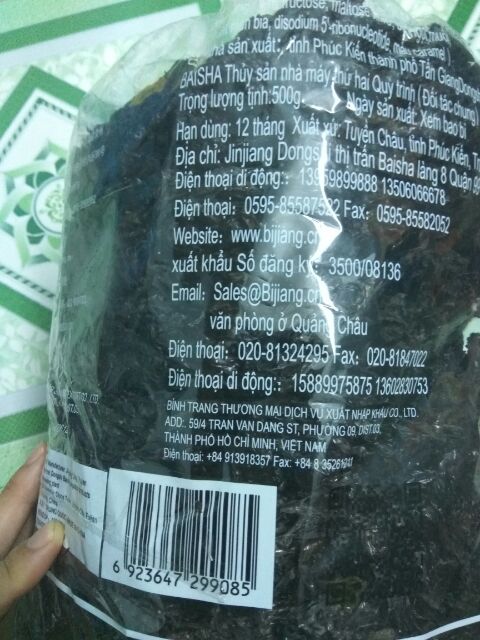 fructose, maltose
bia, disodium 5'-ribonucleotide, màu caramel)
sản xuất: tỉnh Phúc Kiến thành phố Tấn Giang
BAISHA Thủy sản nhà máy thứ hai Quy trình (Đối tác chung)
Trọng lượng tịnh:500g Ngày sản xuất: Xem bao bì
Hạn dùng: 12 tháng Xuất xứ: Tuyền Châu, tỉnh Phúc Kiến,
Địa chỉ: Jinjiang thị trấn Baisha làng 8 Quận
Điện thoại di động:: 13959899888 13506066678
Điện thoại: 0595-85587522 Fax: 0595-85582052
Website: www.bijiang.cn
xuất khẩu Số đăng ký: 3500/08136
Email: Sales@Bijiang.cn
văn phòng ở Quảng Châu
Điện thoại: 020-81324295 Fax: 020-81847022
Điện thoại di động:: 15889975875 13602830753
BÌNH TRANG THƯƠNG MẠI DỊCH VỤ XUẤT NHẬP KHẨU CO., LTD.
ADD.: 59/4 TRAN VAN DANG ST, PHƯỜNG 09, DIST.03,
THÀNH PHỐ HỒ CHÍ MINH, VIỆT NAM
Điện thoại: +84 913918357 Fax: +84 8 35261241
6 923647 299085